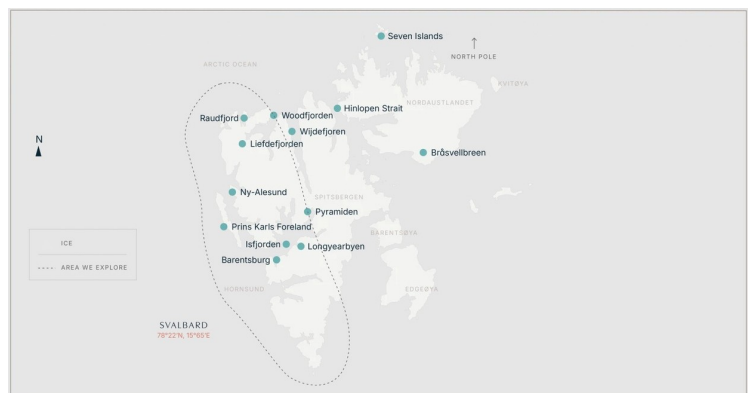 Seven Islands
NORTH POLE
ARCTIC OCEAN
KVITØYA
NORDAUSTLANDET
Hinlopen Strait
Woodfjorden
Raudfjord
Wijdefjoren
Liefdefjorden
Bråsvellbreen
N
Ny-Alesund
SPITSBERGEN
Pyramiden
Prins Karls Foreland
BARENTSØYA
Isfjorden
Longyearbyen
ICE
Barentsburg
AREA WE EXPLORE
HORNSUND
EDGEØYA
SVALBARD
78°22'N, 15°65'E